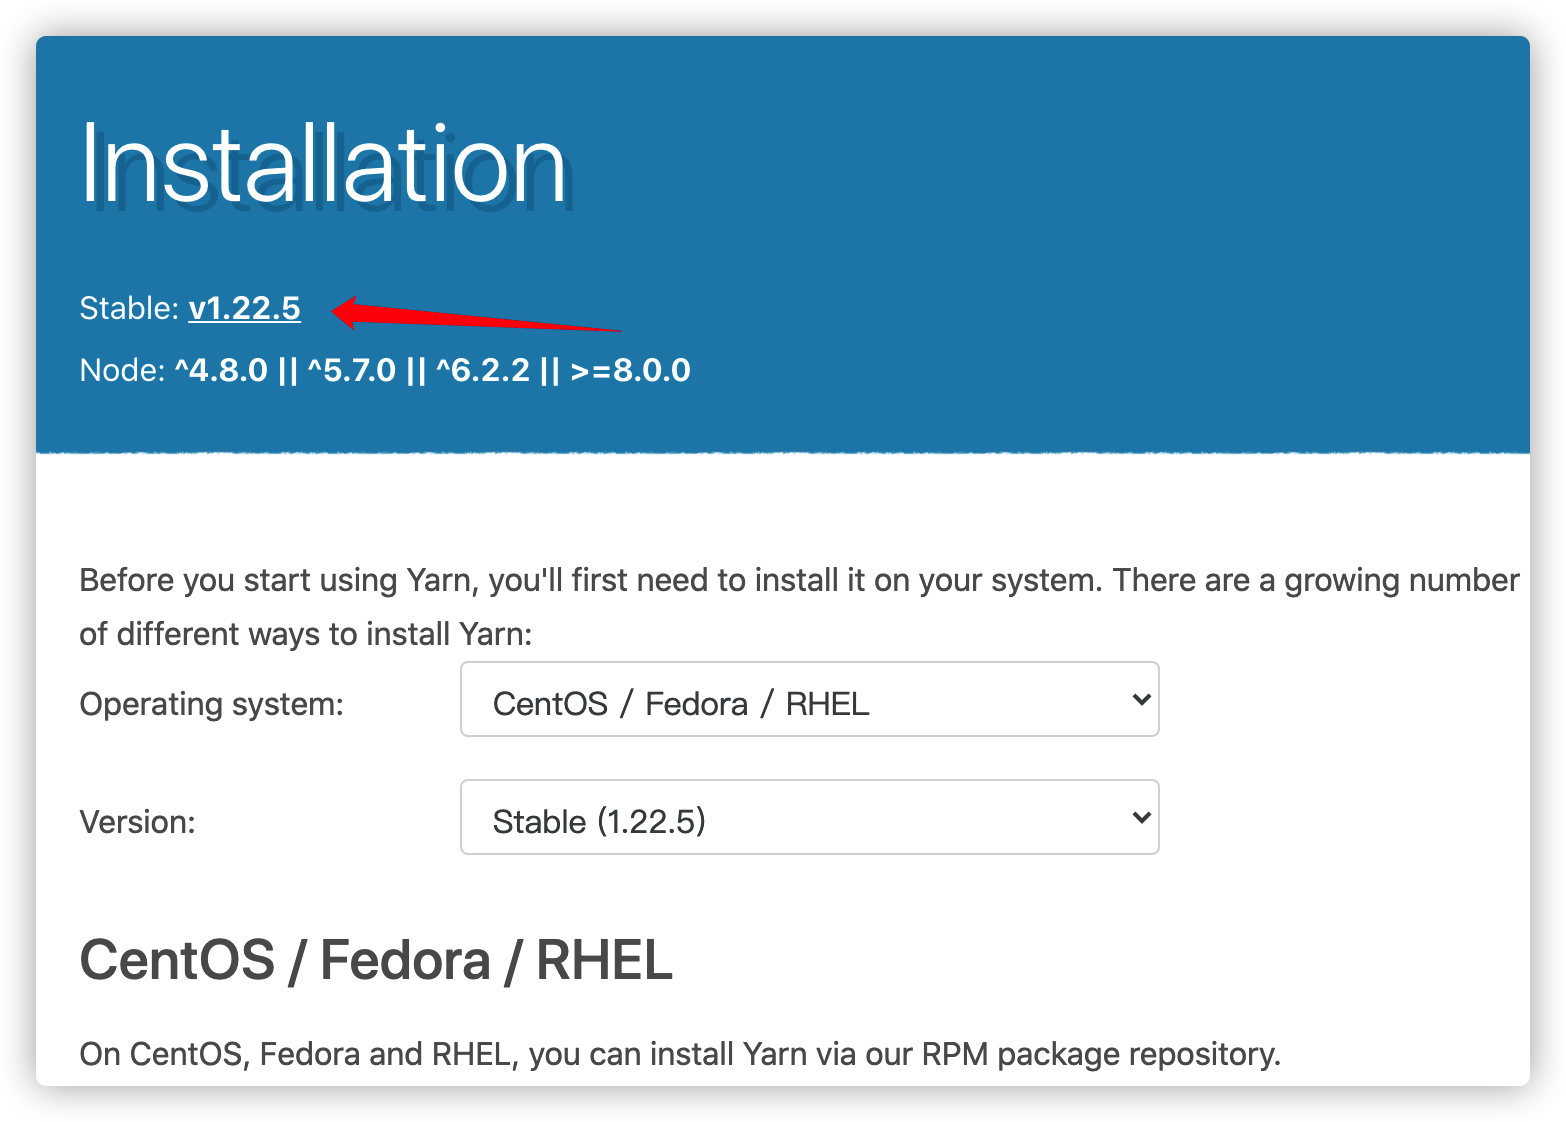 Installation
Stable: v1.22.5
Node: ^4.8.0 || ^5.7.0 || ^6.2.2 || >=8.0.0
Before you start using Yarn, you'll first need to install it on your system. There are a growing number
of different ways to install Yarn:
Operating system: CentOS / Fedora / RHEL
Version: Stable (1.22.5)
CentOS / Fedora / RHEL
On CentOS, Fedora and RHEL, you can install Yarn via our RPM package repository.